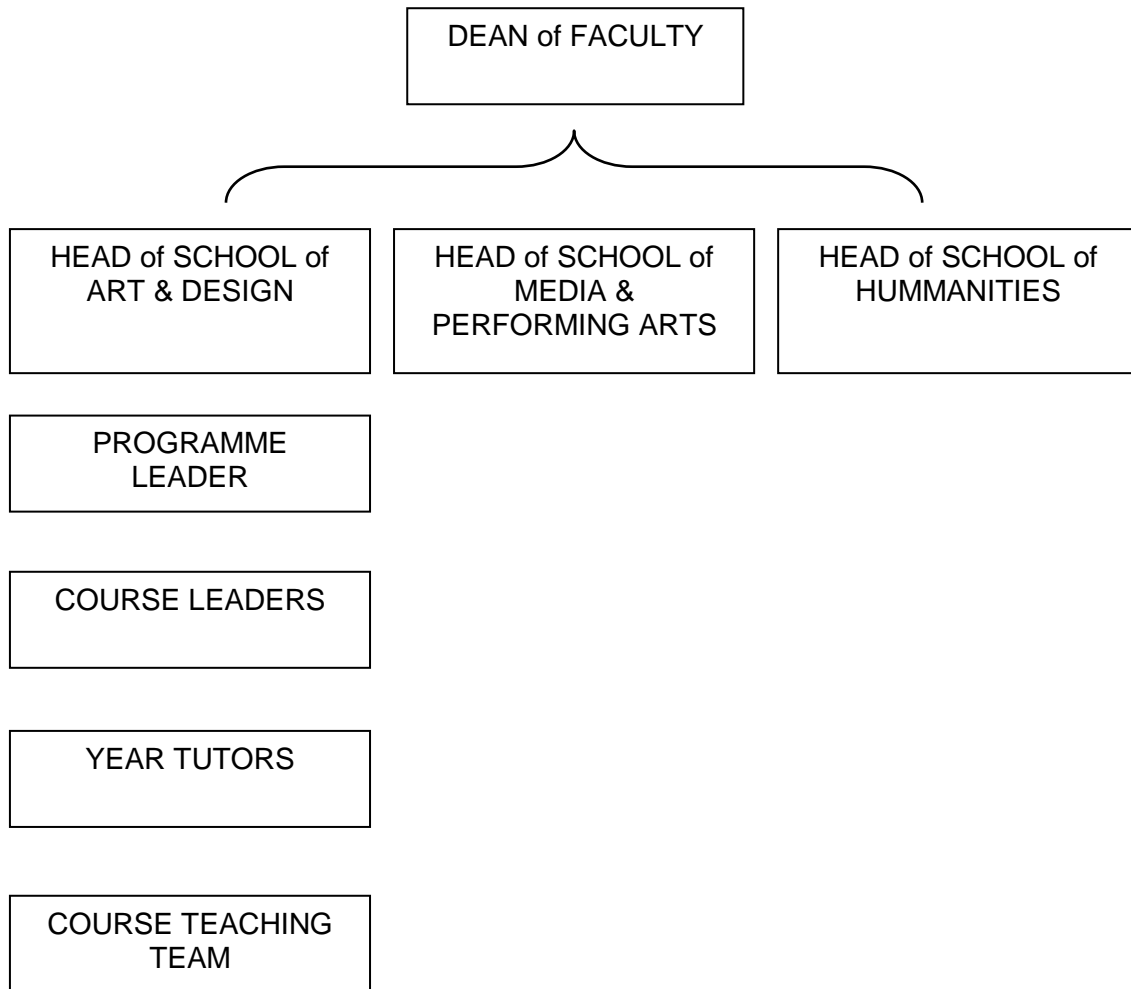 DEAN of FACULTY
HEAD of SCHOOL of
ART & DESIGN
HEAD of SCHOOL of
MEDIA &
PERFORMING ARTS
HEAD of SCHOOL of
HUMMANITIES
PROGRAMME
LEADER
COURSE LEADERS
YEAR TUTORS
COURSE TEACHING
TEAM